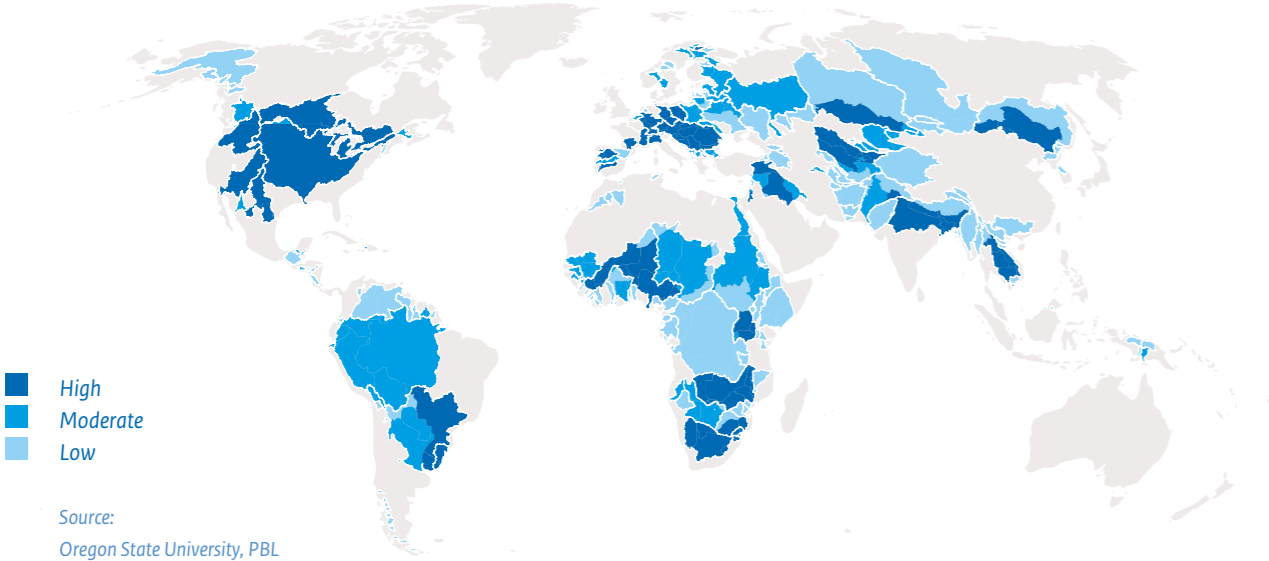 High
Moderate
Low
Source:
Oregon State University, PBL